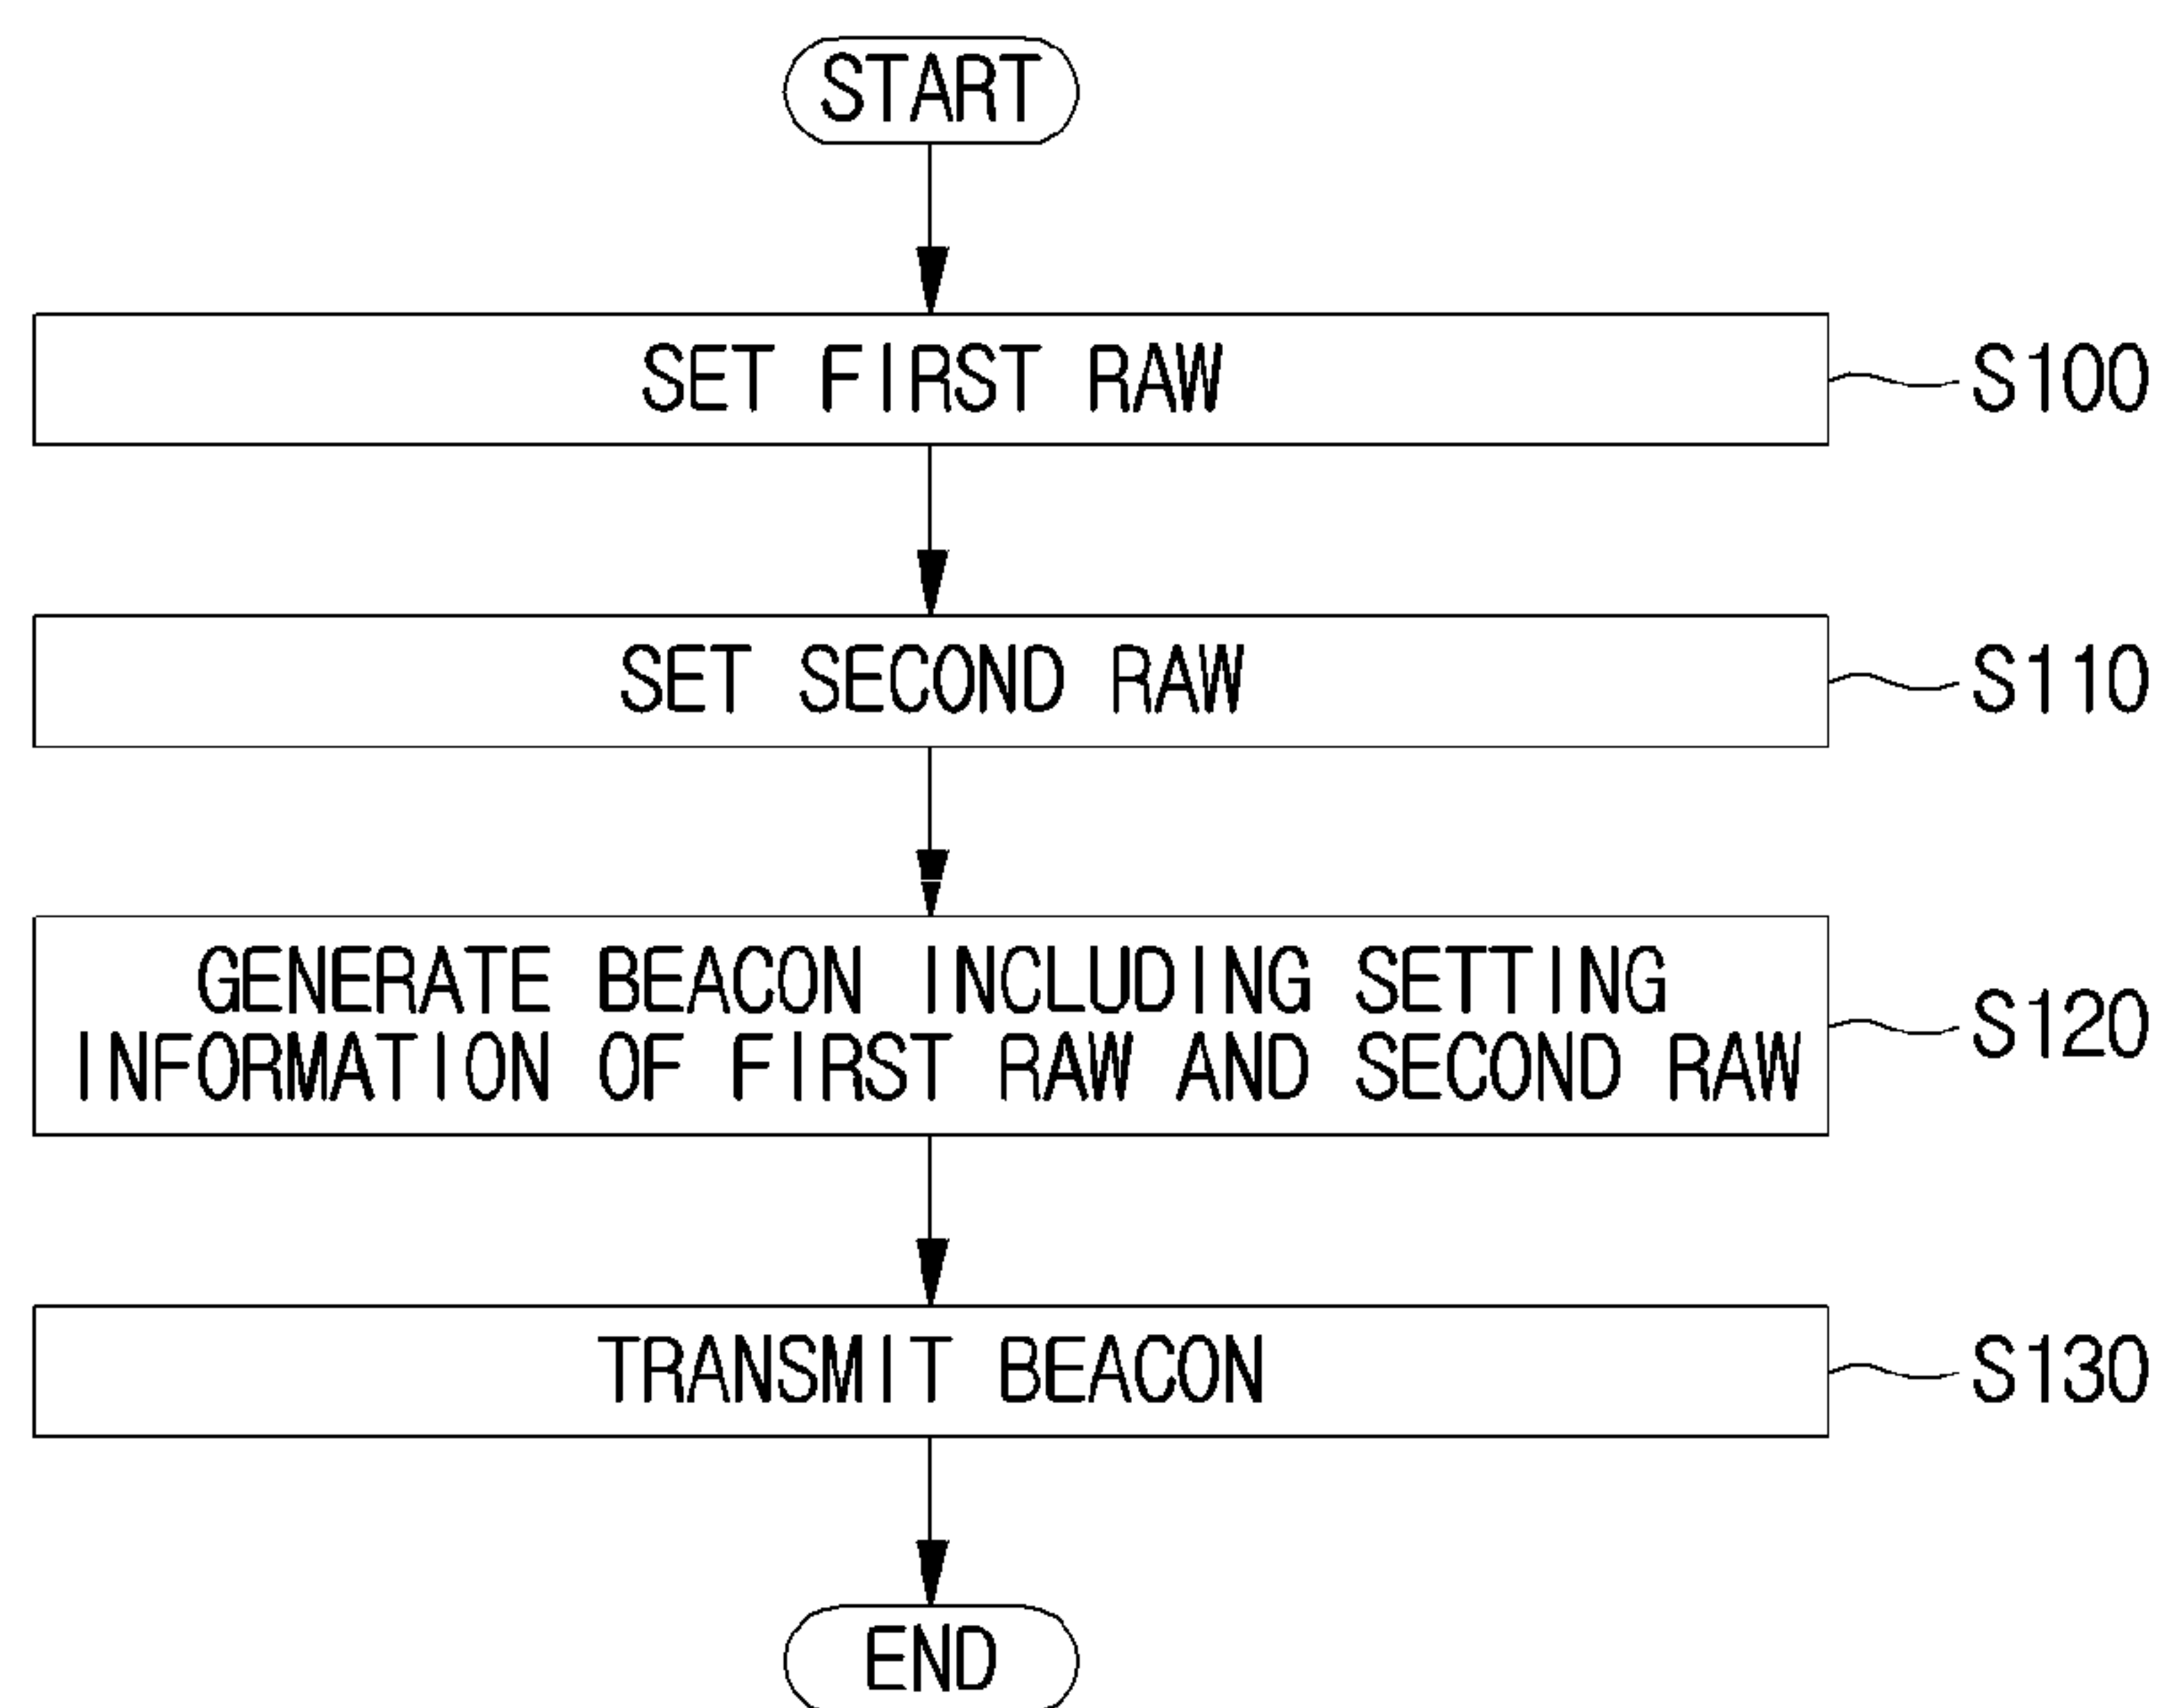 START
SET FIRST RAW
S100
SET SECOND RAW
S110
GENERATE BEACON INCLUDING SETTING
INFORMATION OF FIRST RAW AND SECOND RAW
S120
TRANSMIT BEACON
S130
END